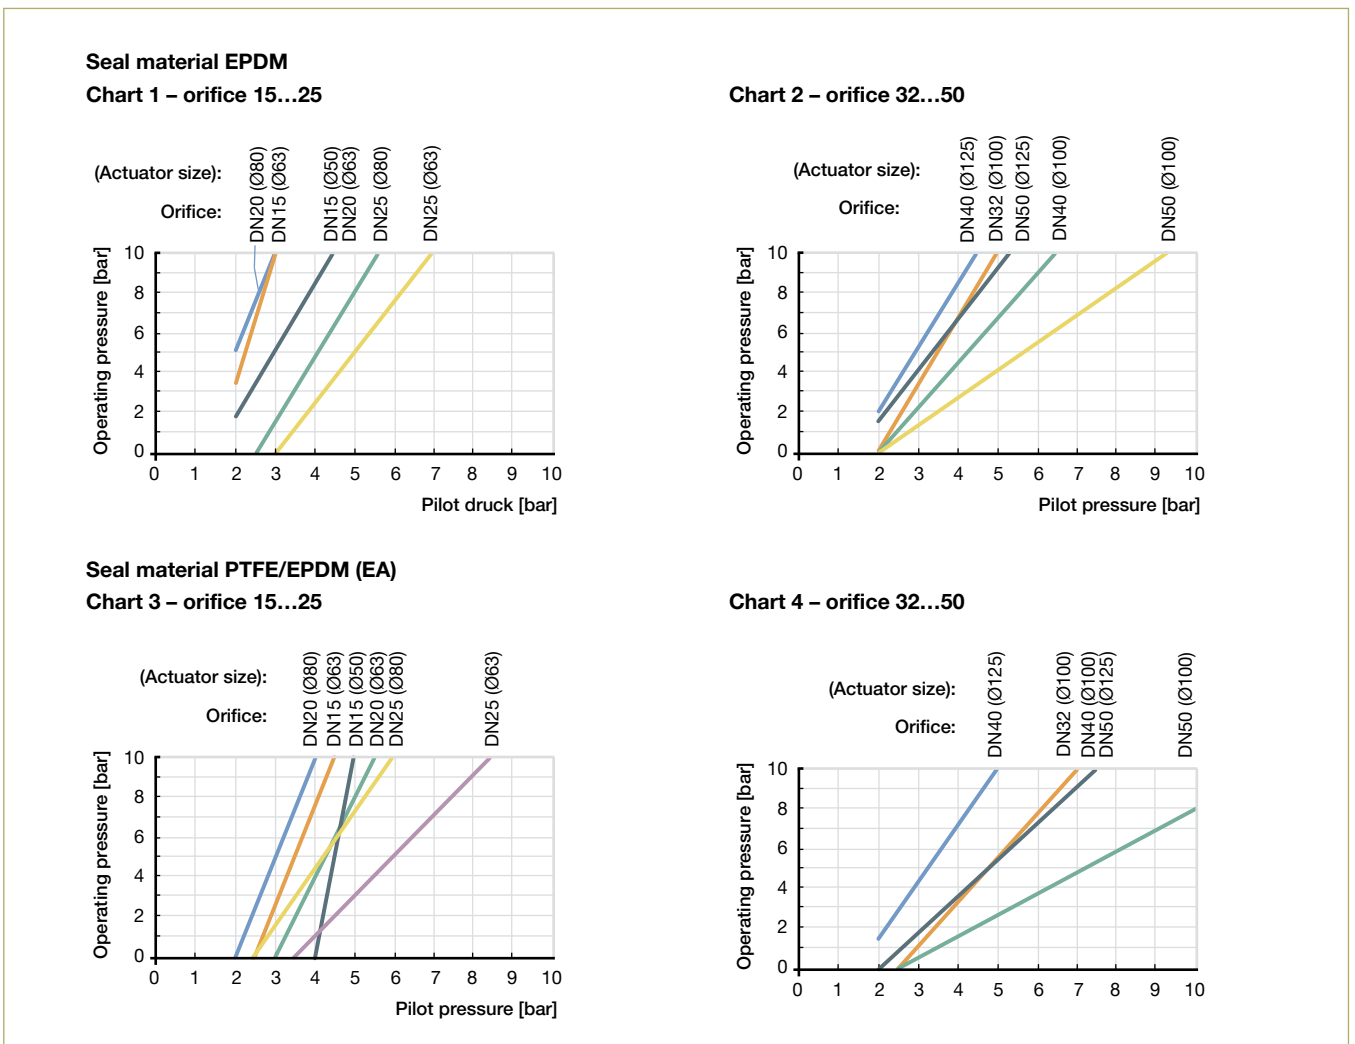 Seal material EPDM
Chart 1 – orifice 15…25
(Actuator size):
Orifice:
DN20 (Ø80)
DN15 (Ø63)
DN15 (Ø50)
DN20 (Ø63)
DN25 (Ø80)
DN25 (Ø63)
Operating pressure [bar]
10
8
6
4
2
0
0 1 2 3 4 5 6 7 8 9 10
Pilot druck [bar]
Chart 2 – orifice 32…50
(Actuator size):
Orifice:
DN40 (Ø125)
DN32 (Ø100)
DN50 (Ø125)
DN40 (Ø100)
DN50 (Ø100)
Operating pressure [bar]
10
8
6
4
2
0
0 1 2 3 4 5 6 7 8 9 10
Pilot pressure [bar]
Seal material PTFE/EPDM (EA)
Chart 3 – orifice 15…25
(Actuator size):
Orifice:
DN20 (Ø80)
DN15 (Ø63)
DN15 (Ø50)
DN20 (Ø63)
DN25 (Ø80)
DN25 (Ø63)
Operating pressure [bar]
10
8
6
4
2
0
0 1 2 3 4 5 6 7 8 9 10
Pilot pressure [bar]
Chart 4 – orifice 32…50
(Actuator size):
Orifice:
DN40 (Ø125)
DN32 (Ø100)
DN40 (Ø100)
DN50 (Ø125)
DN50 (Ø100)
Operating pressure [bar]
10
8
6
4
2
0
0 1 2 3 4 5 6 7 8 9 10